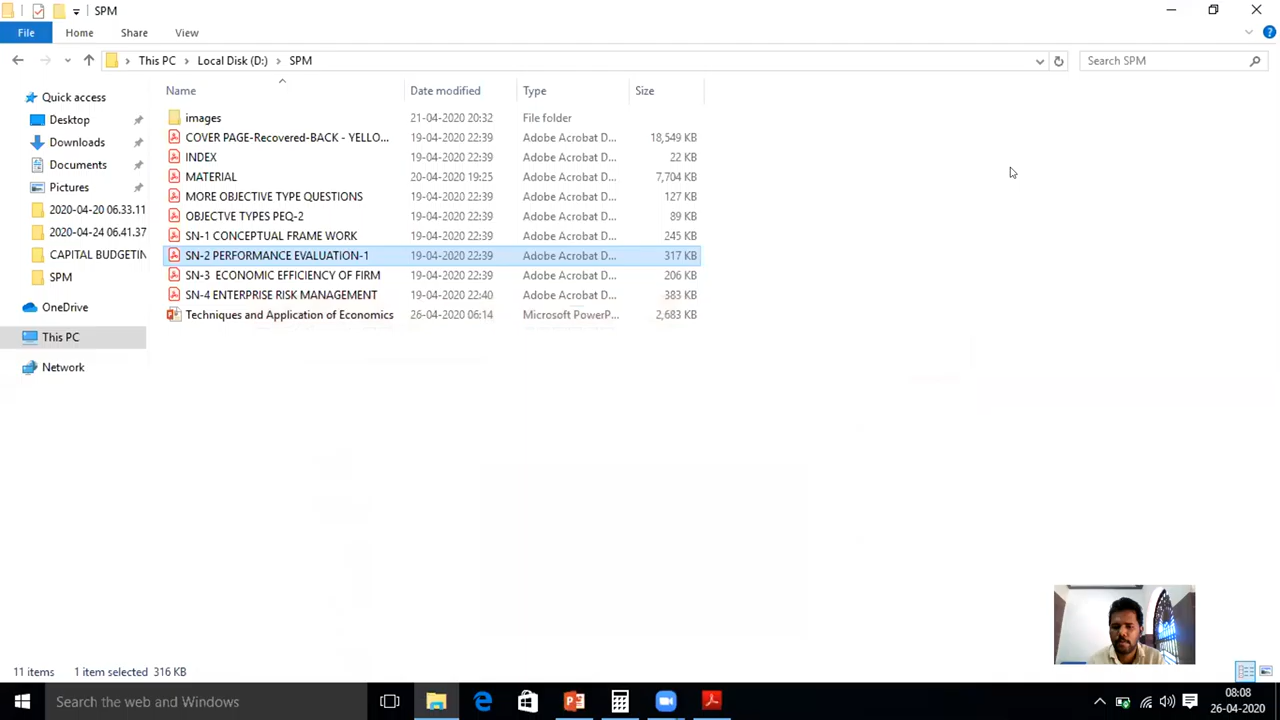 SPM
File Home Share View
This PC Local Disk (D:) SPM
Search SPM
Name Date modified Type Size
Quick access
Desktop
Downloads
Documents
Pictures
2020-04-20 06.33.11
2020-04-24 06.41.37
CAPITAL BUDGETIN
SPM
OneDrive
This PC
Network
images 21-04-2020 20:32 File folder
COVER PAGE-Recovered-BACK - YELLO... 19-04-2020 22:39 Adobe Acrobat D... 18,549 KB
INDEX 19-04-2020 22:39 Adobe Acrobat D... 22 KB
MATERIAL 20-04-2020 19:25 Adobe Acrobat D... 7,704 KB
MORE OBJECTIVE TYPE QUESTIONS 19-04-2020 22:39 Adobe Acrobat D... 127 KB
OBJECTVE TYPES PEQ-2 19-04-2020 22:39 Adobe Acrobat D... 89 KB
SN-1 CONCEPTUAL FRAME WORK 19-04-2020 22:39 Adobe Acrobat D... 245 KB
SN-2 PERFORMANCE EVALUATION-1 19-04-2020 22:39 Adobe Acrobat D... 317 KB
SN-3 ECONOMIC EFFICIENCY OF FIRM 19-04-2020 22:39 Adobe Acrobat D... 206 KB
SN-4 ENTERPRISE RISK MANAGEMENT 19-04-2020 22:40 Adobe Acrobat D... 383 KB
Techniques and Application of Economics 26-04-2020 06:14 Microsoft PowerP... 2,683 KB
11 items 1 item selected 316 KB
Search the web and Windows
08:08
26-04-2020